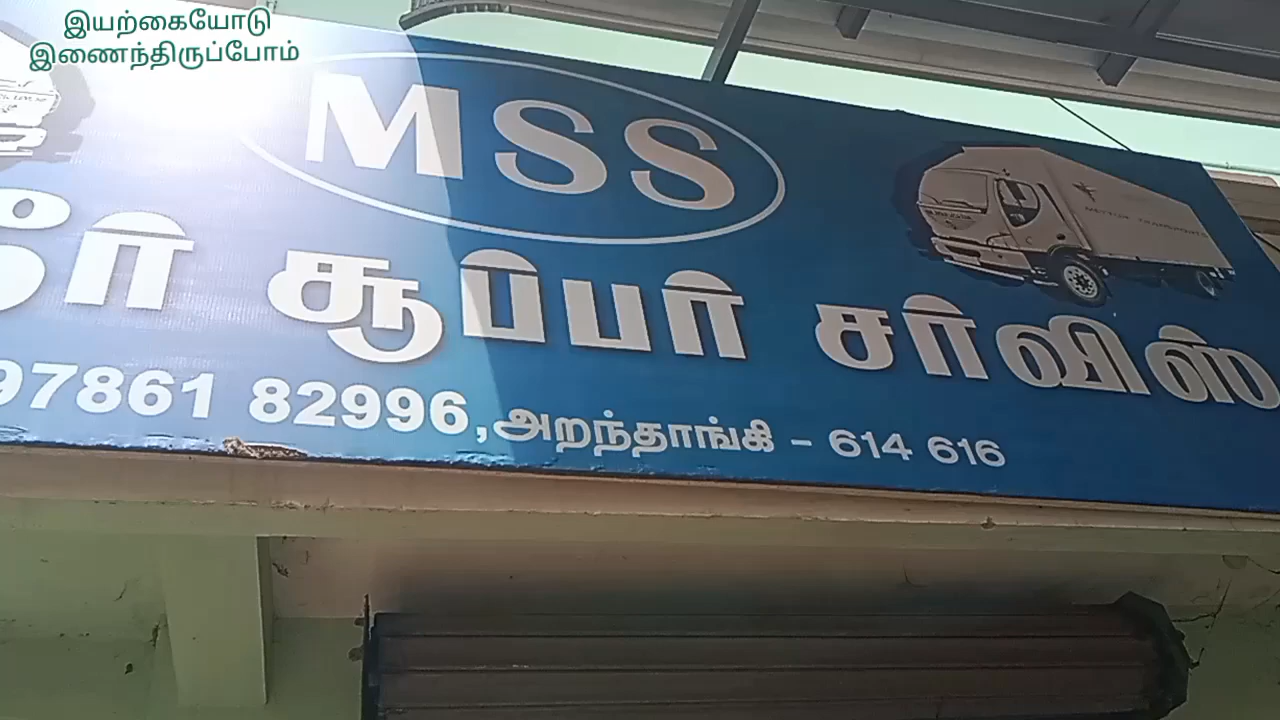 இயற்கையோடு
இணைந்திருப்போம்
MSS
சூப்பர் சர்விஸ்
97861 82996,அறந்தாங்கி - 614 616